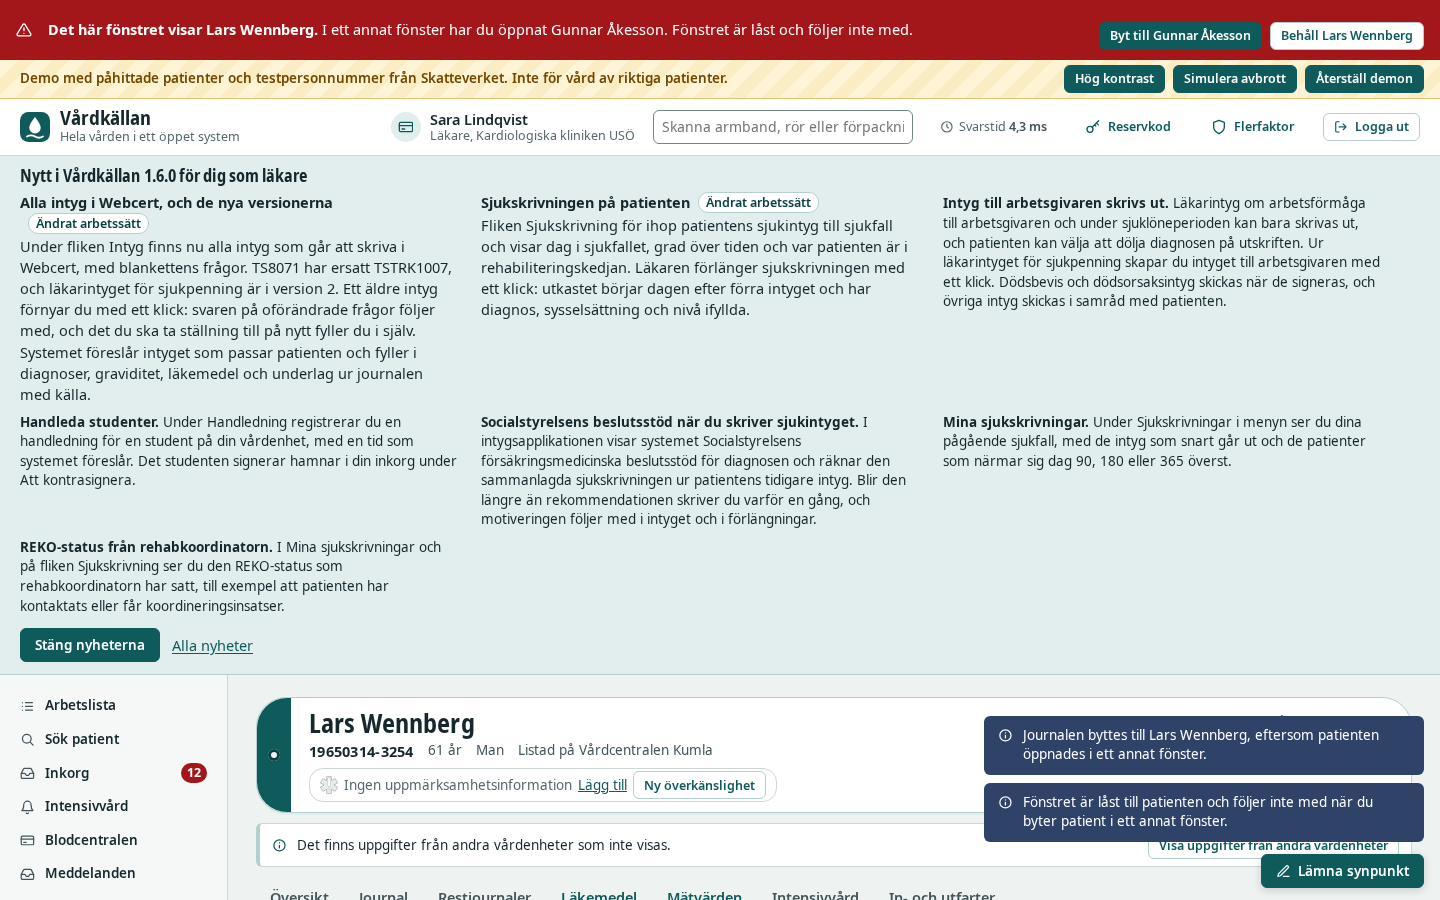 Det här fönstret visar Lars Wennberg. I ett annat fönster har du öppnat Gunnar Åkesson. Fönstret är låst och följer inte med.
Byt till Gunnar Åkesson
Behåll Lars Wennberg
Demo med påhittade patienter och testpersonnummer från Skatteverket. Inte för vård av riktiga patienter.
Hög kontrast
Simulera avbrott
Återställ demon
Vårdkällan
Hela vården i ett öppet system
Sara Lindqvist
Läkare, Kardiologiska kliniken USÖ
Skanna armband, rör eller förpackni
Svarstid 4,3 ms
Reservkod
Flerfaktor
Logga ut
Nytt i Vårdkällan 1.6.0 för dig som läkare
Alla intyg i Webcert, och de nya versionerna
Ändrat arbetssätt
Under fliken Intyg finns nu alla intyg som går att skriva i
Webcert, med blankettens frågor. TS8071 har ersatt TSTRK1007,
och läkarintyget för sjukpenning är i version 2. Ett äldre intyg
förnyar du med ett klick: svaren på oförändrade frågor följer
med, och det du ska ta ställning till på nytt fyller du i själv.
Systemet föreslår intyget som passar patienten och fyller i
diagnoser, graviditet, läkemedel och underlag ur journalen
med källa.
Sjukskrivningen på patienten
Ändrat arbetssätt
Fliken Sjukskrivning för ihop patientens sjukintyg till sjukfall
och visar dag i sjukfallet, grad över tiden och var patienten är i
rehabiliteringskedjan. Läkaren förlänger sjukskrivningen med
ett klick: utkastet börjar dagen efter förra intyget och har
diagnos, sysselsättning och nivå ifyllda.
Intyg till arbetsgivaren skrivs ut. Läkarintyg om arbetsförmåga
till arbetsgivaren och under sjuklöneperioden kan bara skrivas ut,
och patienten kan välja att dölja diagnosen på utskriften. Ur
läkarintyget för sjukpenning skapar du intyget till arbetsgivaren med
ett klick. Dödsbevis och dödsorsaksintyg skickas när de signeras, och
övriga intyg skickas i samråd med patienten.
Handleda studenter. Under Handledning registrerar du en
handledning för en student på din vårdenhet, med en tid som
systemet föreslår. Det studenten signerar hamnar i din inkorg under
Att kontrasignera.
Socialstyrelsens beslutsstöd när du skriver sjukintyget. I
intygsapplikationen visar systemet Socialstyrelsens
försäkringsmedicinska beslutsstöd för diagnosen och räknar den
sammanlagda sjukskrivningen ur patientens tidigare intyg. Blir den
längre än rekommendationen skriver du varför en gång, och
motiveringen följer med i intyget och i förlängningar.
Mina sjukskrivningar. Under Sjukskrivningar i menyn ser du dina
pågående sjukfall, med de intyg som snart går ut och de patienter
som närmar sig dag 90, 180 eller 365 överst.
REKO-status från rehabkoordinatorn. I Mina sjukskrivningar och
på fliken Sjukskrivning ser du den REKO-status som
rehabkoordinatorn har satt, till exempel att patienten har
kontaktats eller får koordineringsinsatser.
Stäng nyheterna
Alla nyheter
Arbetslista
Sök patient
Inkorg
12
Intensivvård
Blodcentralen
Meddelanden
Lars Wennberg
19650314-3254
61 år
Man
Listad på Vårdcentralen Kumla
Ingen uppmärksamhetsinformation
Lägg till
Ny överkänslighet
Det finns uppgifter från andra vårdenheter som inte visas.
Visa uppgifter från andra vårdenheter
Journalen byttes till Lars Wennberg, eftersom patienten
öppnades i ett annat fönster.
Fönstret är låst till patienten och följer inte med när du
byter patient i ett annat fönster.
Lämna synpunkt
Översikt
Journal
Restjournaler
Läkemedel
Mätvärden
Intensivvård
In- och utfarter